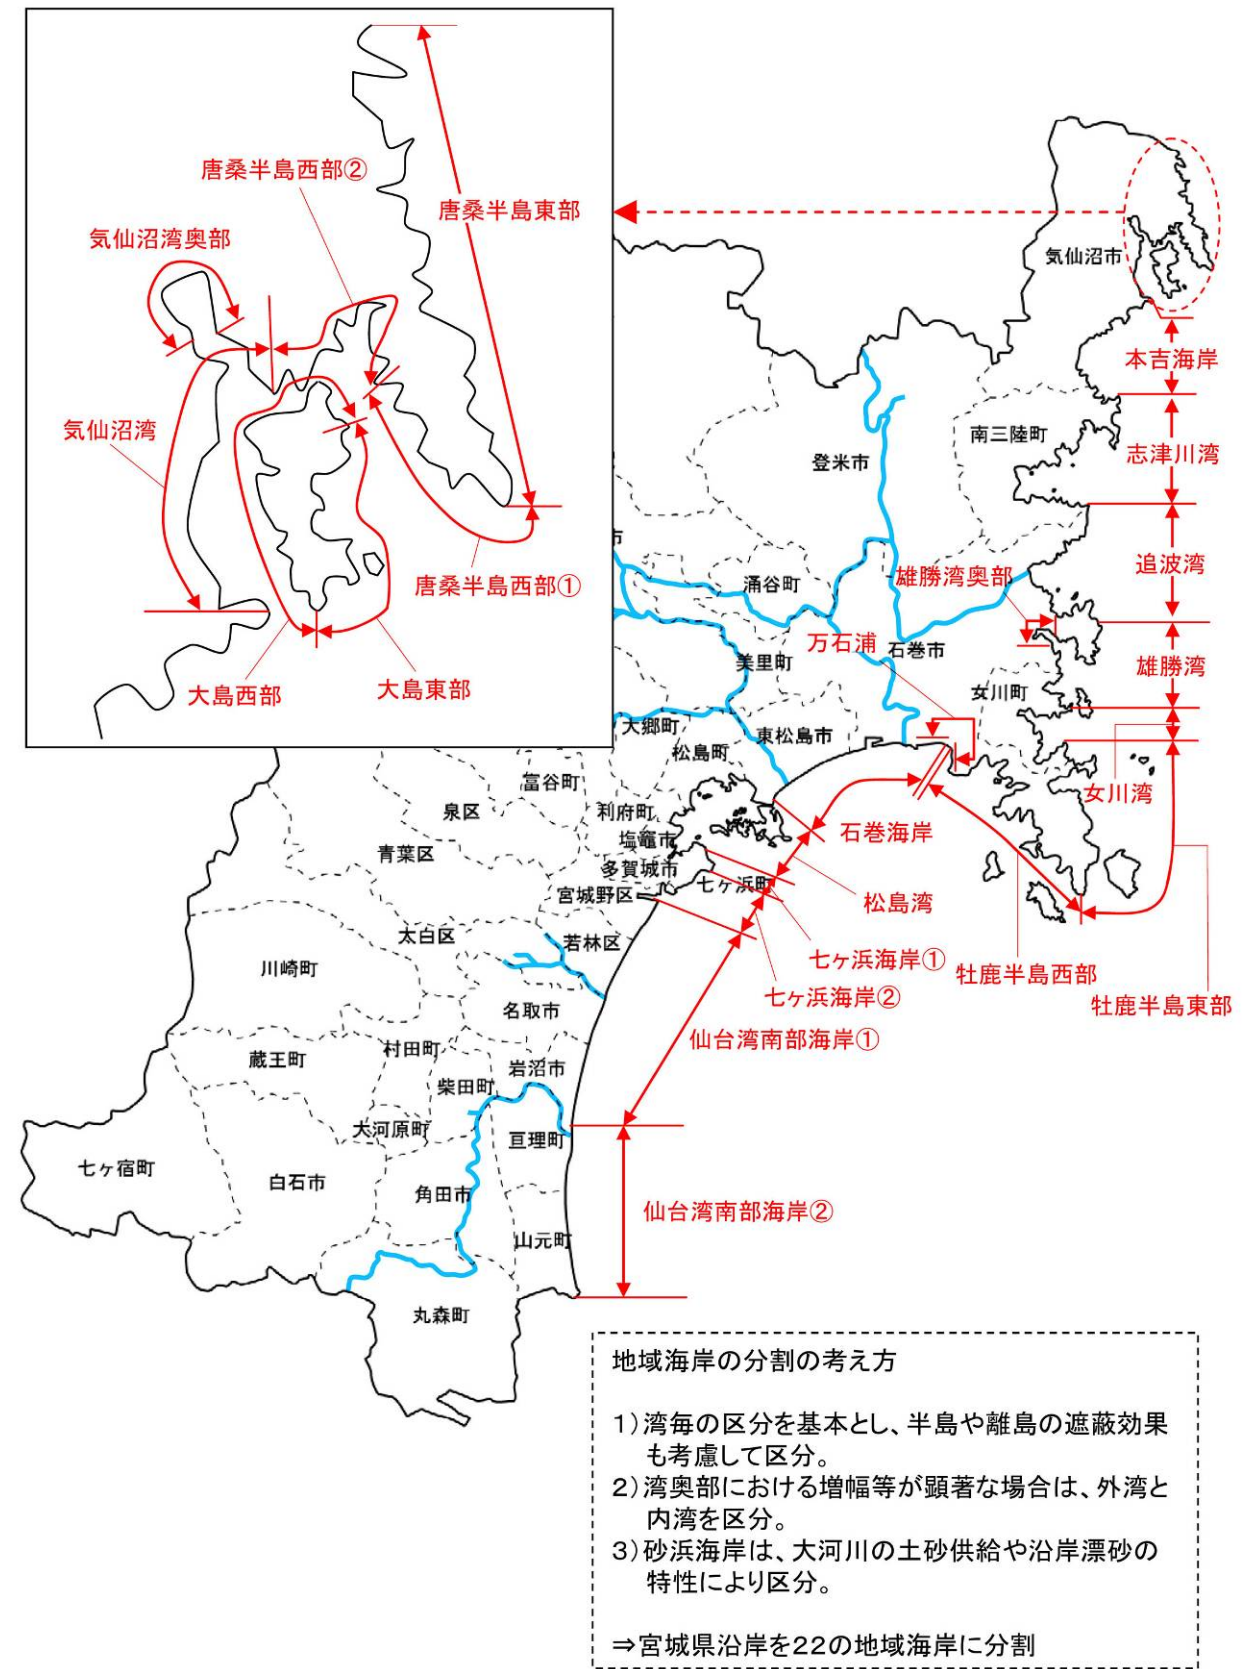 唐桑半島西部②
唐桑半島東部
気仙沼湾奥部
気仙沼湾
唐桑半島西部①
大島西部
大島東部
気仙沼市
本吉海岸
南三陸町
志津川湾
登米市
市
追波湾
雄勝湾奥部
涌谷町
万石浦
石巻市
美里町
雄勝湾
女川町
大郷町
東松島市
松島町
富谷町
女川湾
泉区
利府町
石巻海岸
塩竈市
青葉区
多賀城市
七ヶ浜町
宮城野区
松島湾
太白区
若林区
七ヶ浜海岸①
川崎町
牡鹿半島西部
七ヶ浜海岸②
牡鹿半島東部
名取市
仙台湾南部海岸①
村田町
蔵王町
岩沼市
柴田町
大河原町
亘理町
七ヶ宿町
白石市
角田市
仙台湾南部海岸②
山元町
丸森町
地域海岸の分割の考え方
1)湾毎の区分を基本とし、半島や離島の遮蔽効果
も考慮して区分。
2)湾奥部における増幅等が顕著な場合は、外湾と
内湾を区分。
3)砂浜海岸は、大河川の土砂供給や沿岸漂砂の
特性により区分。
⇒宮城県沿岸を22の地域海岸に分割